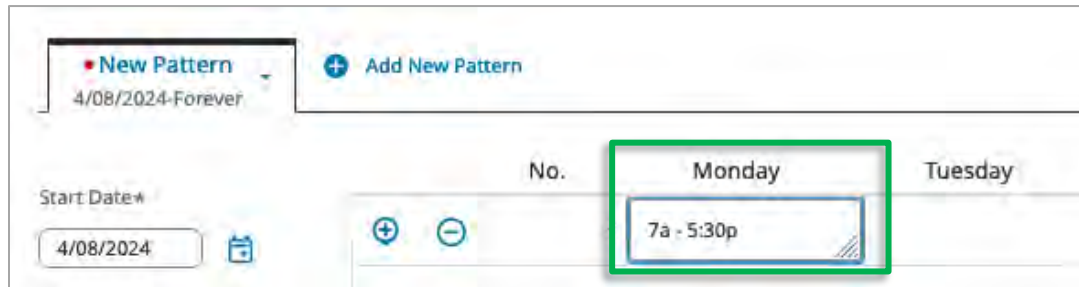 • New Pattern
4/08/2024-Forever
Add New Pattern
No. Monday Tuesday
Start Date*
4/08/2024
7a - 5:30p